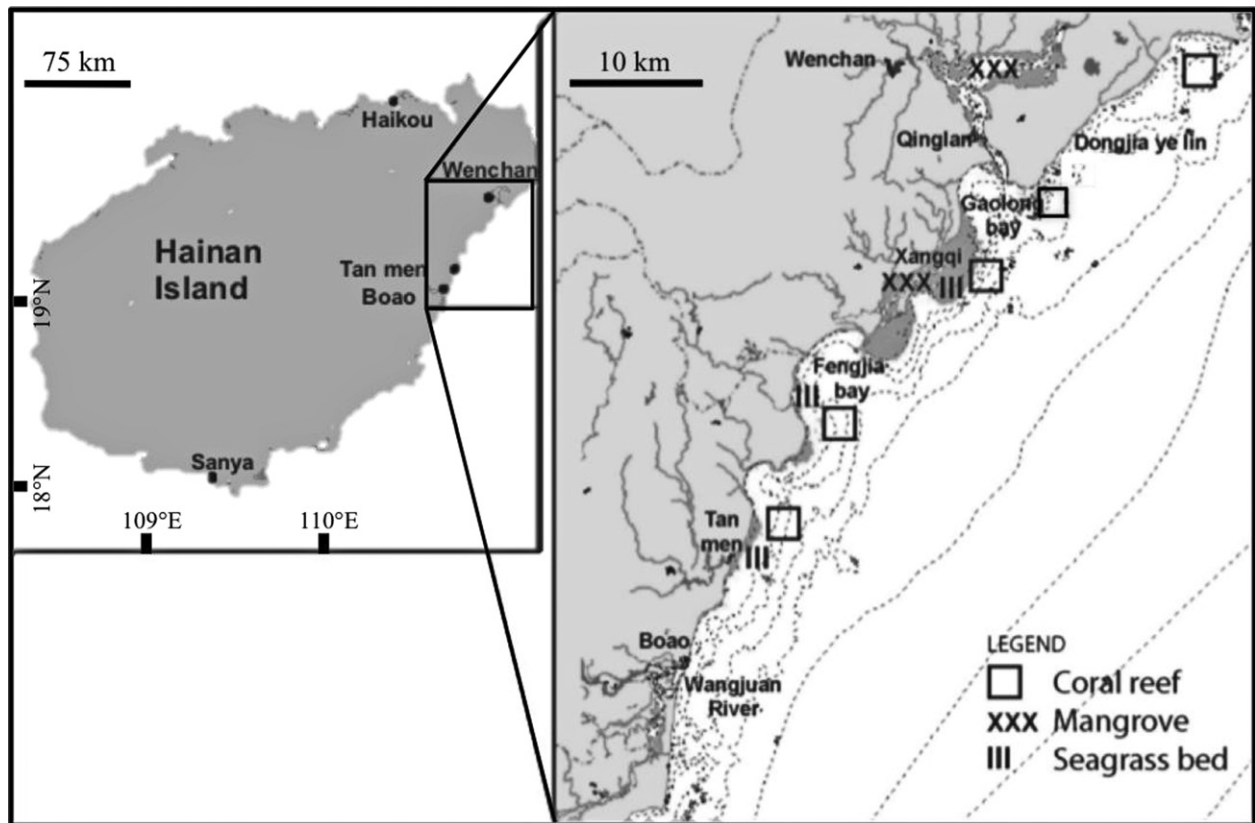 75 km
Haikou
Wenchan
Hainan
Island
Tan men
Boao
19°N
Sanya
18°N
109°E
110°E
10 km
Wenchan
XXX
Qinglan
Dongjia ye lin
Gaolong
bay
Xangqi
XXX III
Fengjia
bay
III
Tan
men
III
Boao
Wangjuan
River
LEGEND
Coral reef
XXX Mangrove
III Seagrass bed